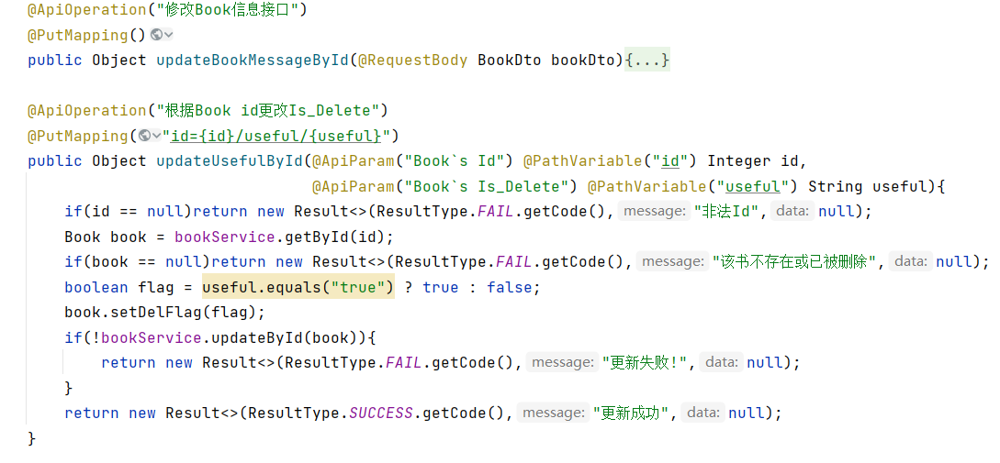 @ApiOperation("修改Book信息接口")
@PutMapping()
public Object updateBookMessageById(@RequestBody BookDto bookDto){...}
@ApiOperation("根据Book id更改Is_Delete")
@PutMapping("id={id}/useful/{useful}")
public Object updateUsefulById(@ApiParam("Book`s Id") @PathVariable("id") Integer id,
@ApiParam("Book`s Is_Delete") @PathVariable("useful") String useful){
if(id == null)return new Result<>(ResultType.FAIL.getCode(), message: "非法Id", data: null);
Book book = bookService.getById(id);
if(book == null)return new Result<>(ResultType.FAIL.getCode(), message: "该书不存在或已被删除", data: null);
boolean flag = useful.equals("true") ? true : false;
book.setDelFlag(flag);
if(!bookService.updateById(book)){
return new Result<>(ResultType.FAIL.getCode(), message: "更新失败!", data: null);
}
return new Result<>(ResultType.SUCCESS.getCode(), message: "更新成功", data: null);
}